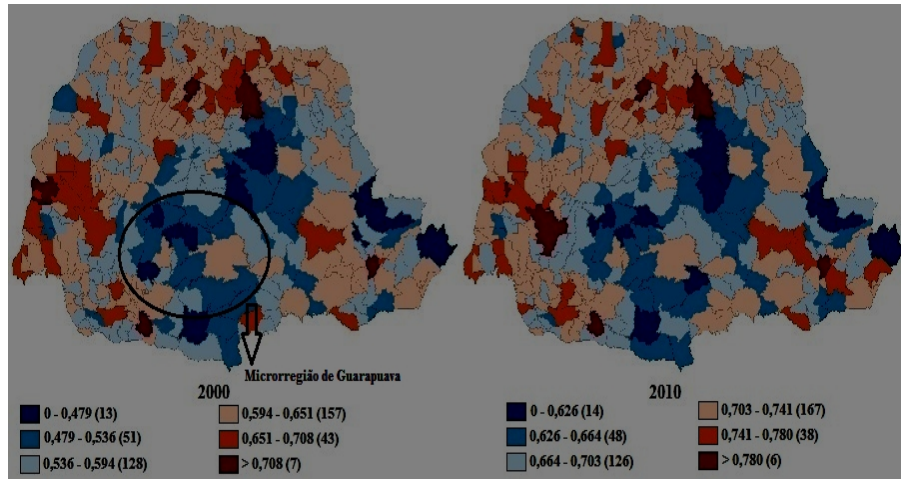 Microrregião de Guarapuava
2000
0 - 0,479 (13)
0,479 - 0,536 (51)
0,536 - 0,594 (128)
0,594 - 0,651 (157)
0,651 - 0,708 (43)
> 0,708 (7)
2010
0 - 0,626 (14)
0,626 - 0,664 (48)
0,664 - 0,703 (126)
0,703 - 0,741 (167)
0,741 - 0,780 (38)
> 0,780 (6)